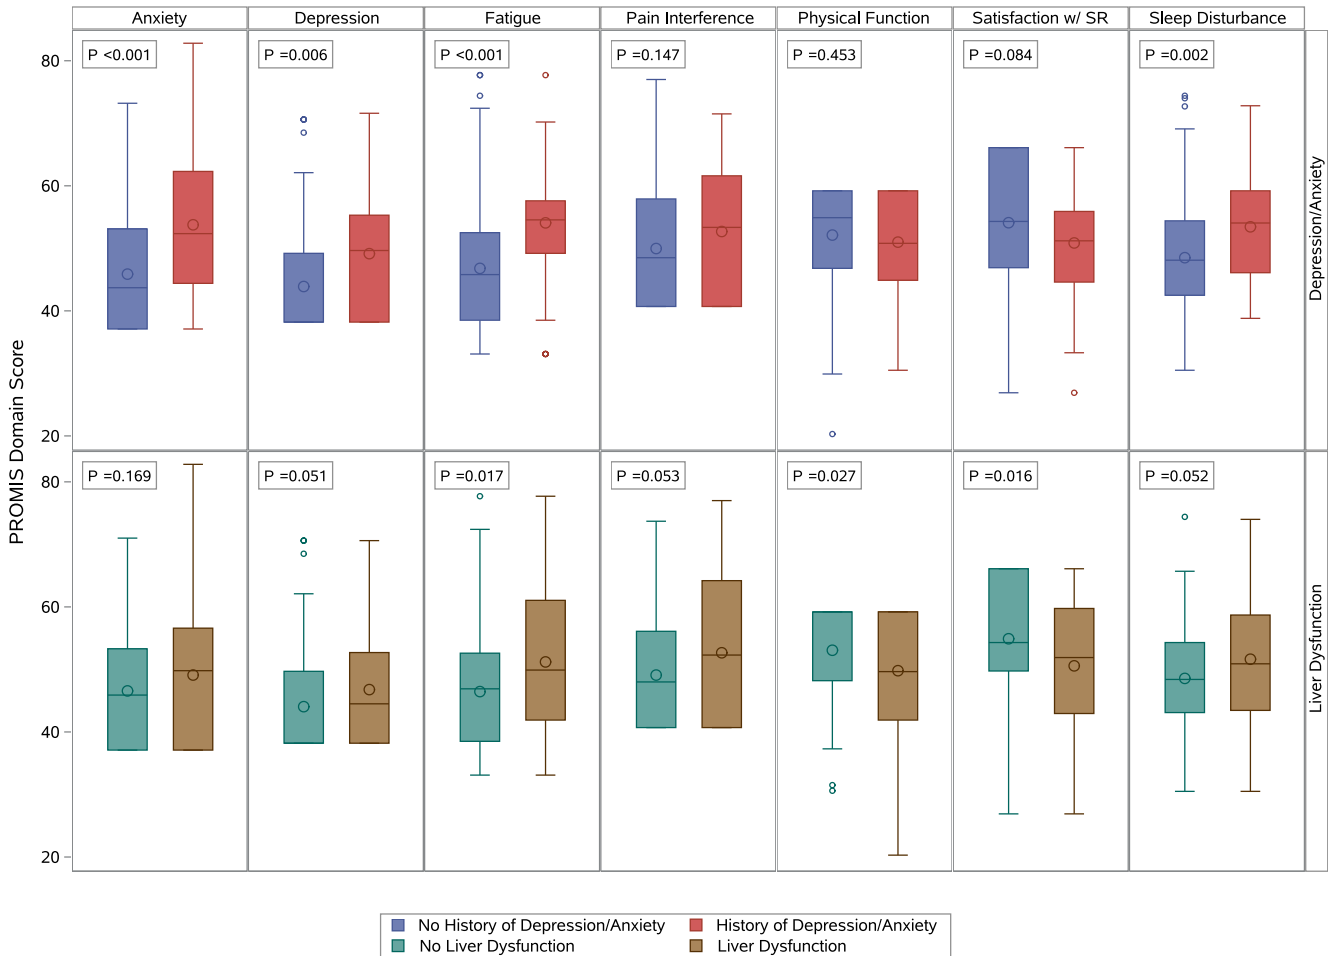 Anxiety Depression Fatigue Pain Interference Physical Function Satisfaction w/ SR Sleep Disturbance
P <0.001 P =0.006 P <0.001 P =0.147 P =0.453 P =0.084 P =0.002
80
60
40
20
Depression/Anxiety
PROMIS Domain Score
P =0.169 P =0.051 P =0.017 P =0.053 P =0.027 P =0.016 P =0.052
80
60
40
20
Liver Dysfunction
No History of Depression/Anxiety History of Depression/Anxiety
No Liver Dysfunction Liver Dysfunction